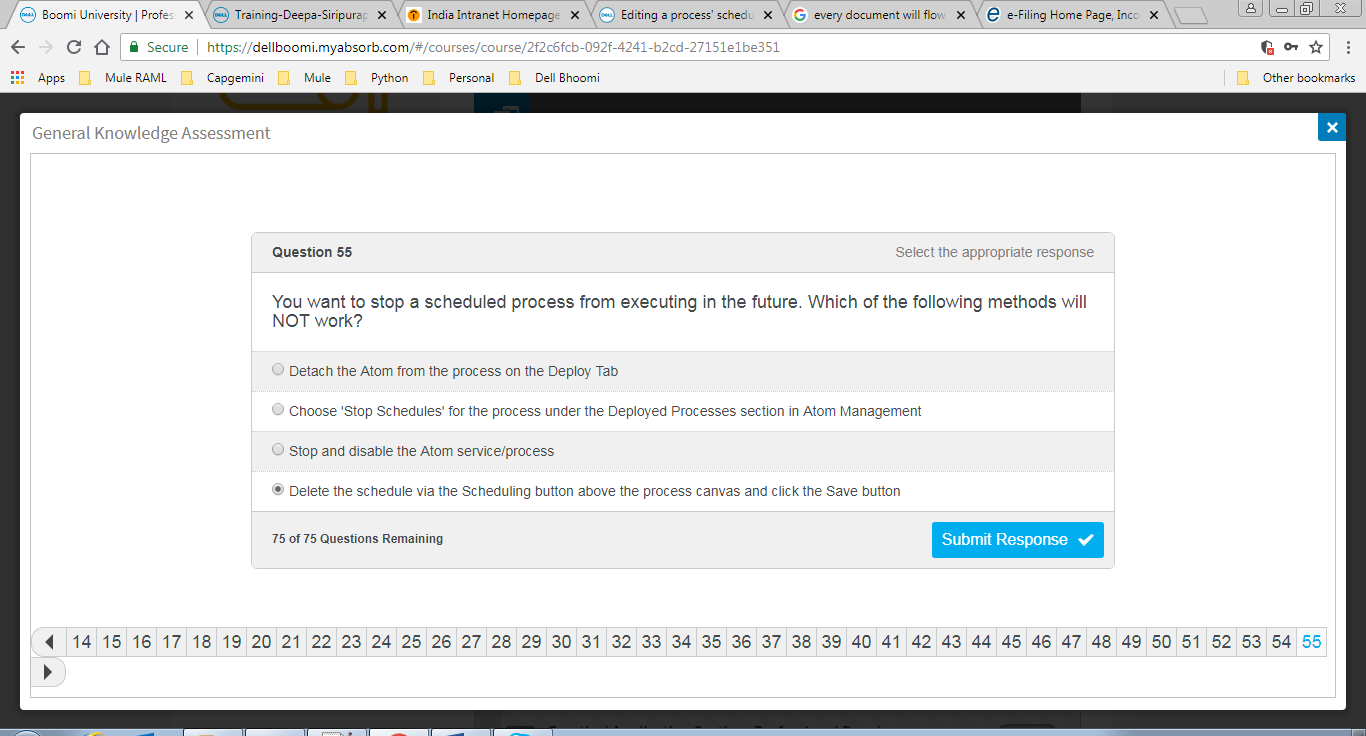 Boomi University | Profes
Training-Deepa-Siripurap
India Intranet Homepage
Editing a process' schedu
every document will flow
e-Filing Home Page, Inco
Secure
https://dellboomi.myabsorb.com/#/courses/course/2f2c6fcb-092f-4241-b2cd-27151e1be351
Apps Mule RAML Capgemini Mule Python Personal Dell Bhoomi Other bookmarks
General Knowledge Assessment
Question 55 Select the appropriate response
You want to stop a scheduled process from executing in the future. Which of the following methods will
NOT work?
Detach the Atom from the process on the Deploy Tab
Choose 'Stop Schedules' for the process under the Deployed Processes section in Atom Management
Stop and disable the Atom service/process
Delete the schedule via the Scheduling button above the process canvas and click the Save button
75 of 75 Questions Remaining Submit Response
14 15 16 17 18 19 20 21 22 23 24 25 26 27 28 29 30 31 32 33 34 35 36 37 38 39 40 41 42 43 44 45 46 47 48 49 50 51 52 53 54 55